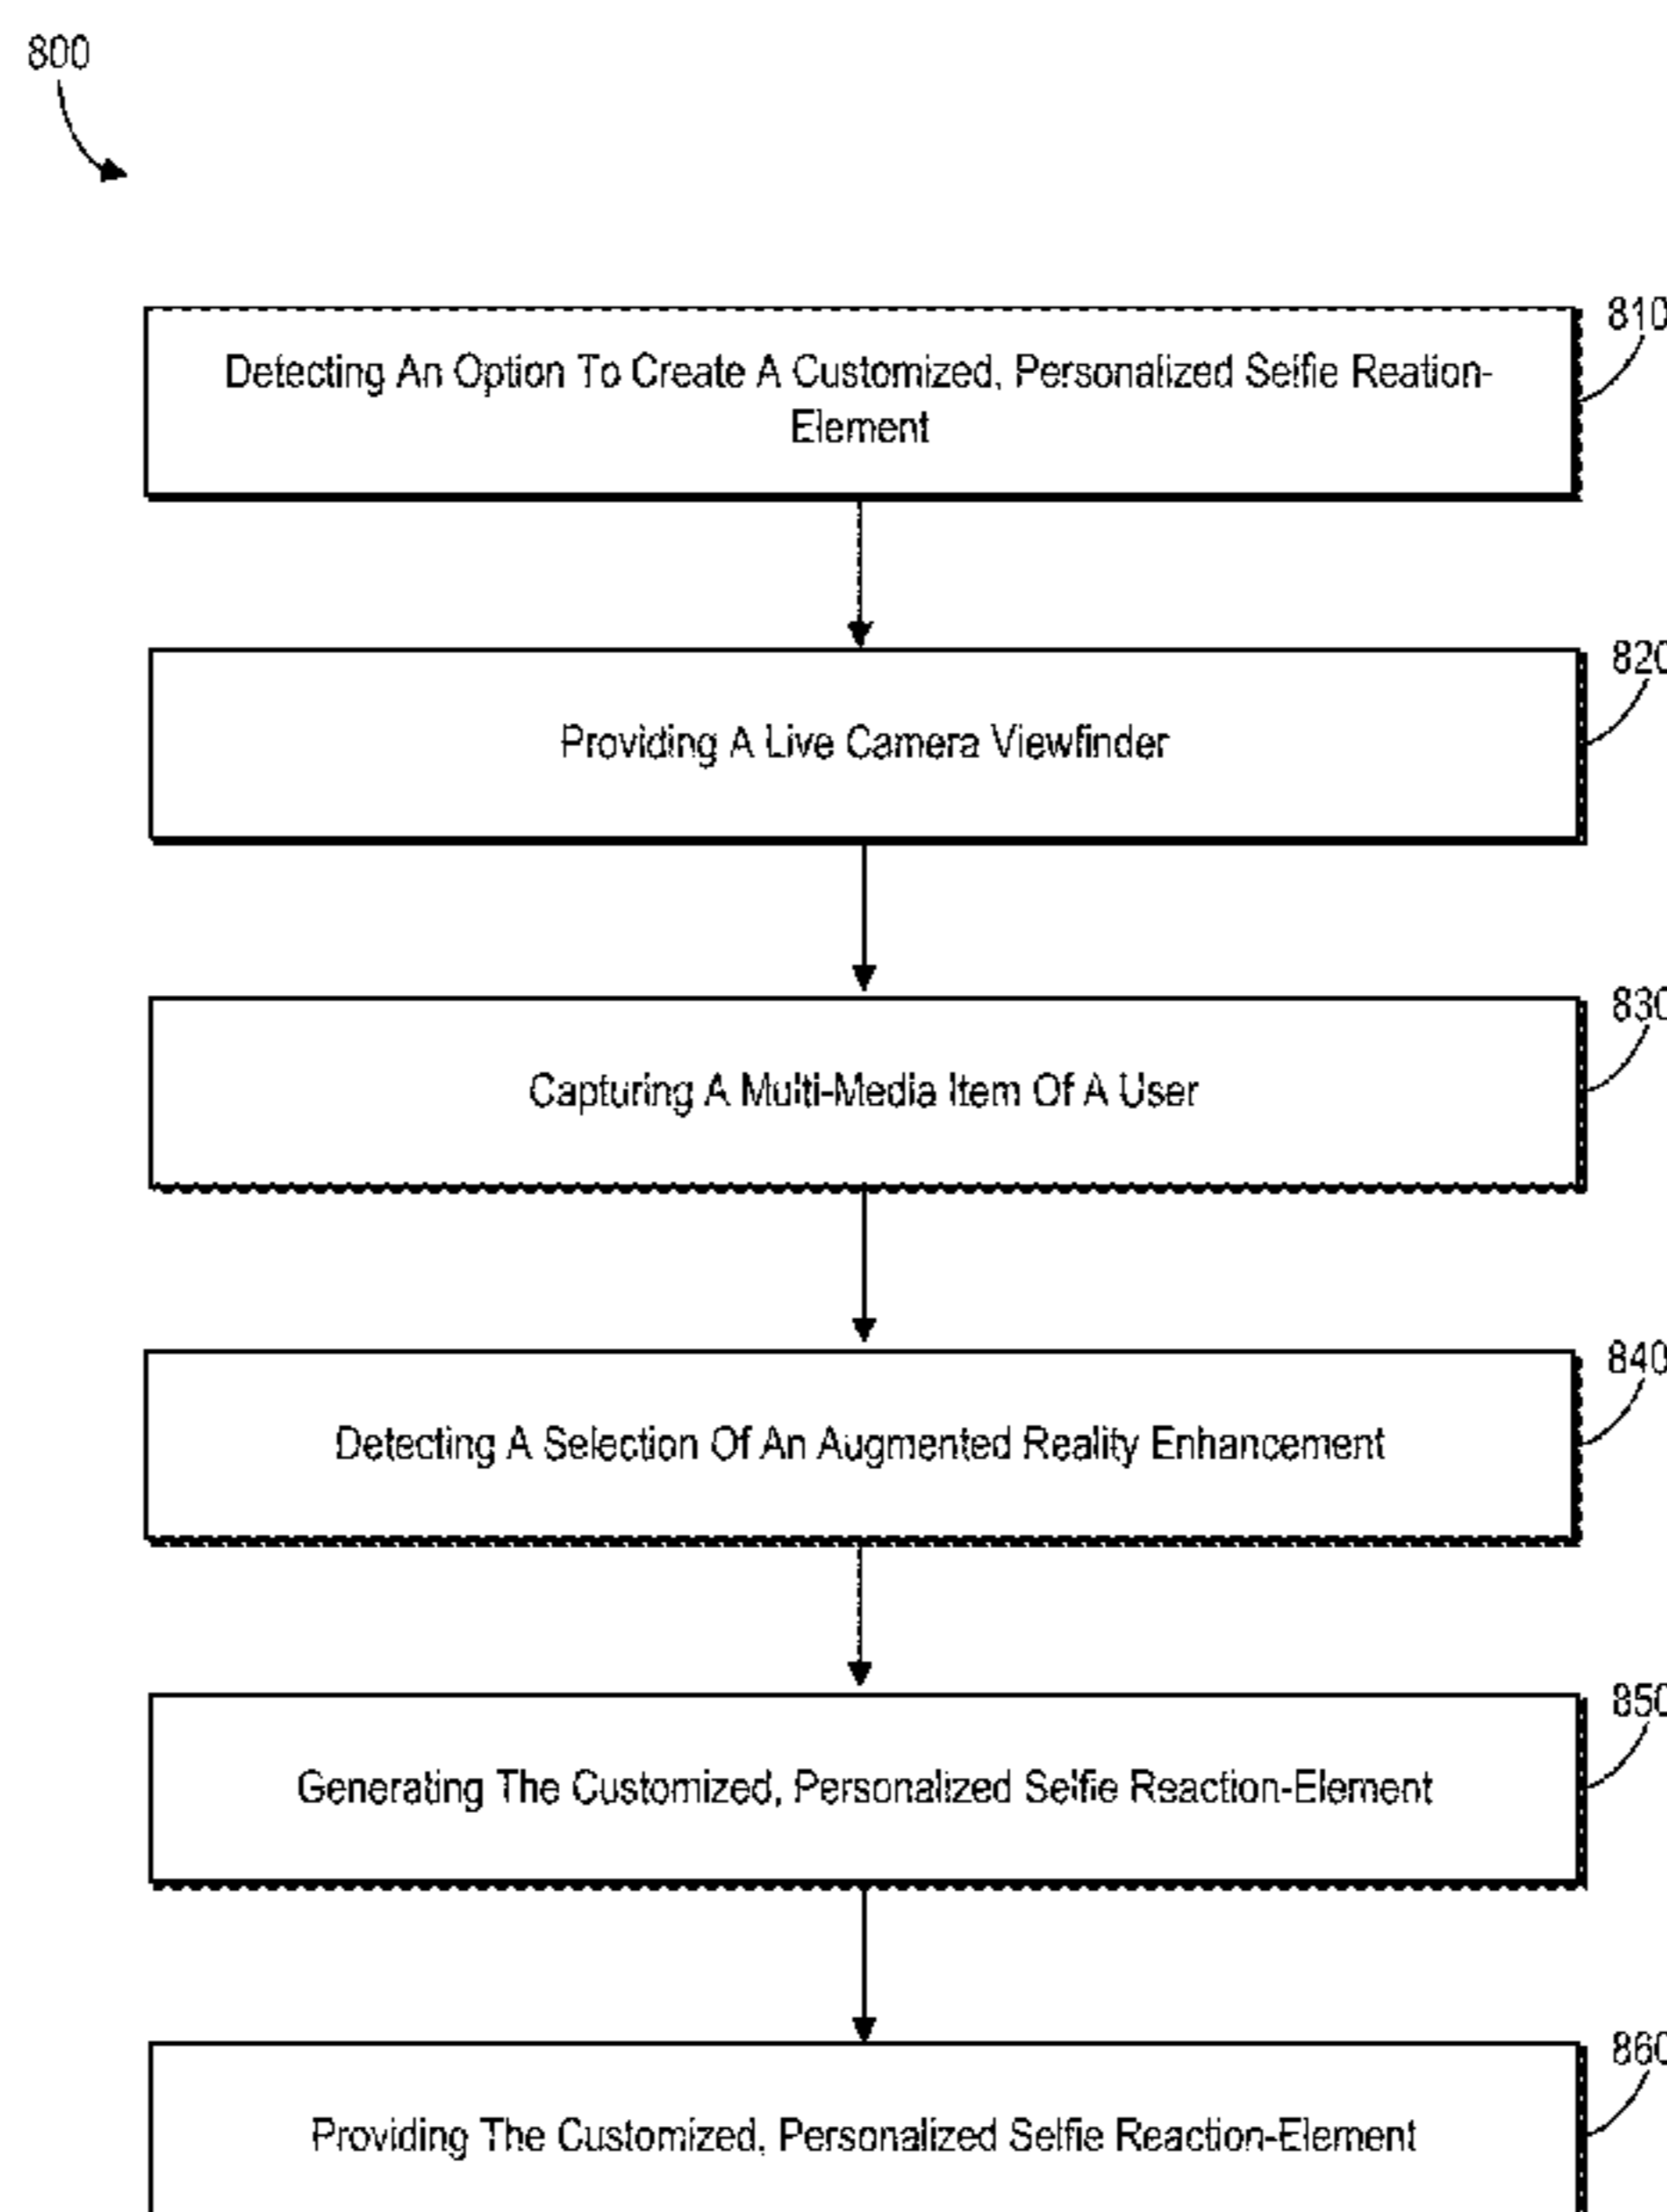 800
810
Detecting An Option To Create A Customized, Personalized Selfie Reation-
Element
820
Providing A Live Camera Viewfinder
830
Capturing A Multi-Media Item Of A User
840
Detecting A Selection Of An Augmented Reality Enhancement
850
Generating The Customized, Personalized Selfie Reaction-Element
860
Providing The Customized, Personalized Selfie Reaction-Element